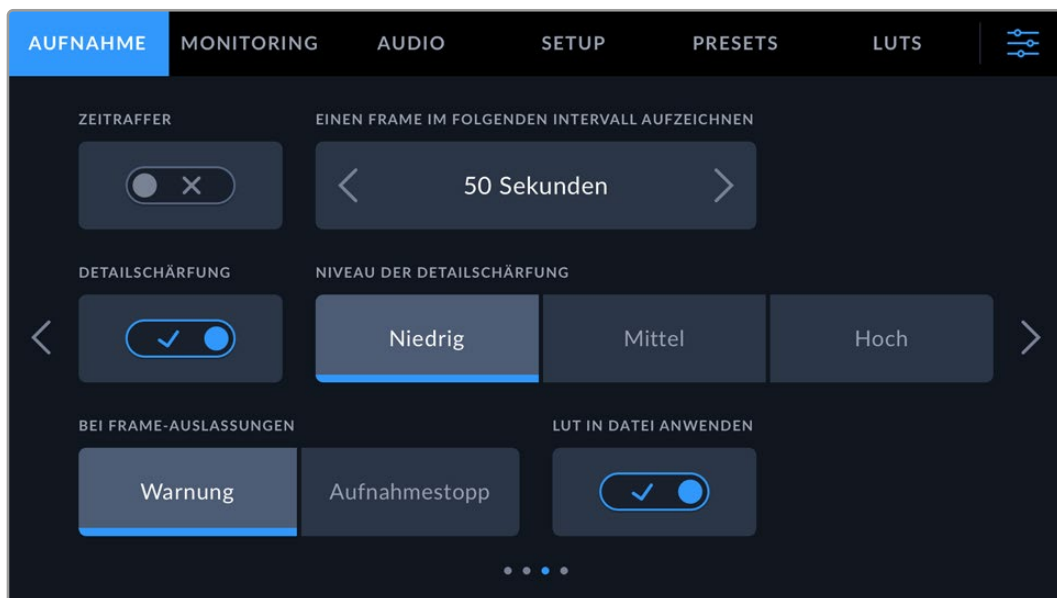 AUFNAHME MONITORING AUDIO SETUP PRESETS LUTS
ZEITRAFFER EINEN FRAME IM FOLGENDEN INTERVALL AUFZEICHNEN
50 Sekunden
DETAILSCHÄRFUNG NIVEAU DER DETAILSCHÄRFUNG
Niedrig Mittel Hoch
BEI FRAME-AUSLASSUNGEN LUT IN DATEI ANWENDEN
Warnung Aufnahmestopp